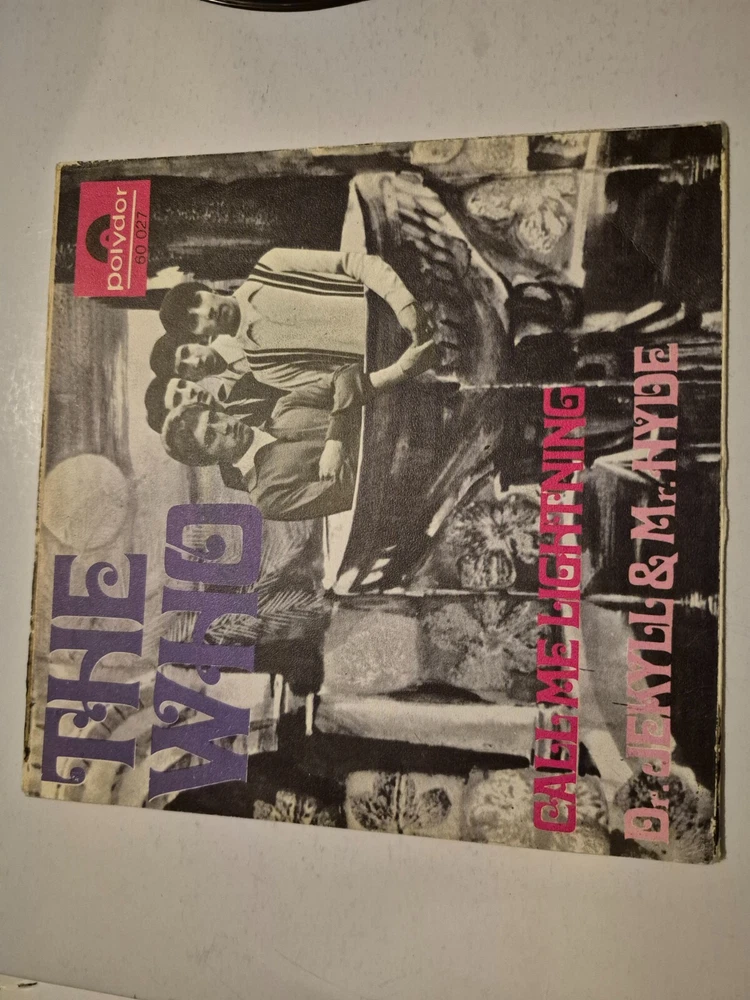 THE
WHO
polydor
60 027
CALL ME LIGHTNING
Dr. JEKYLL & Mr. HYDE